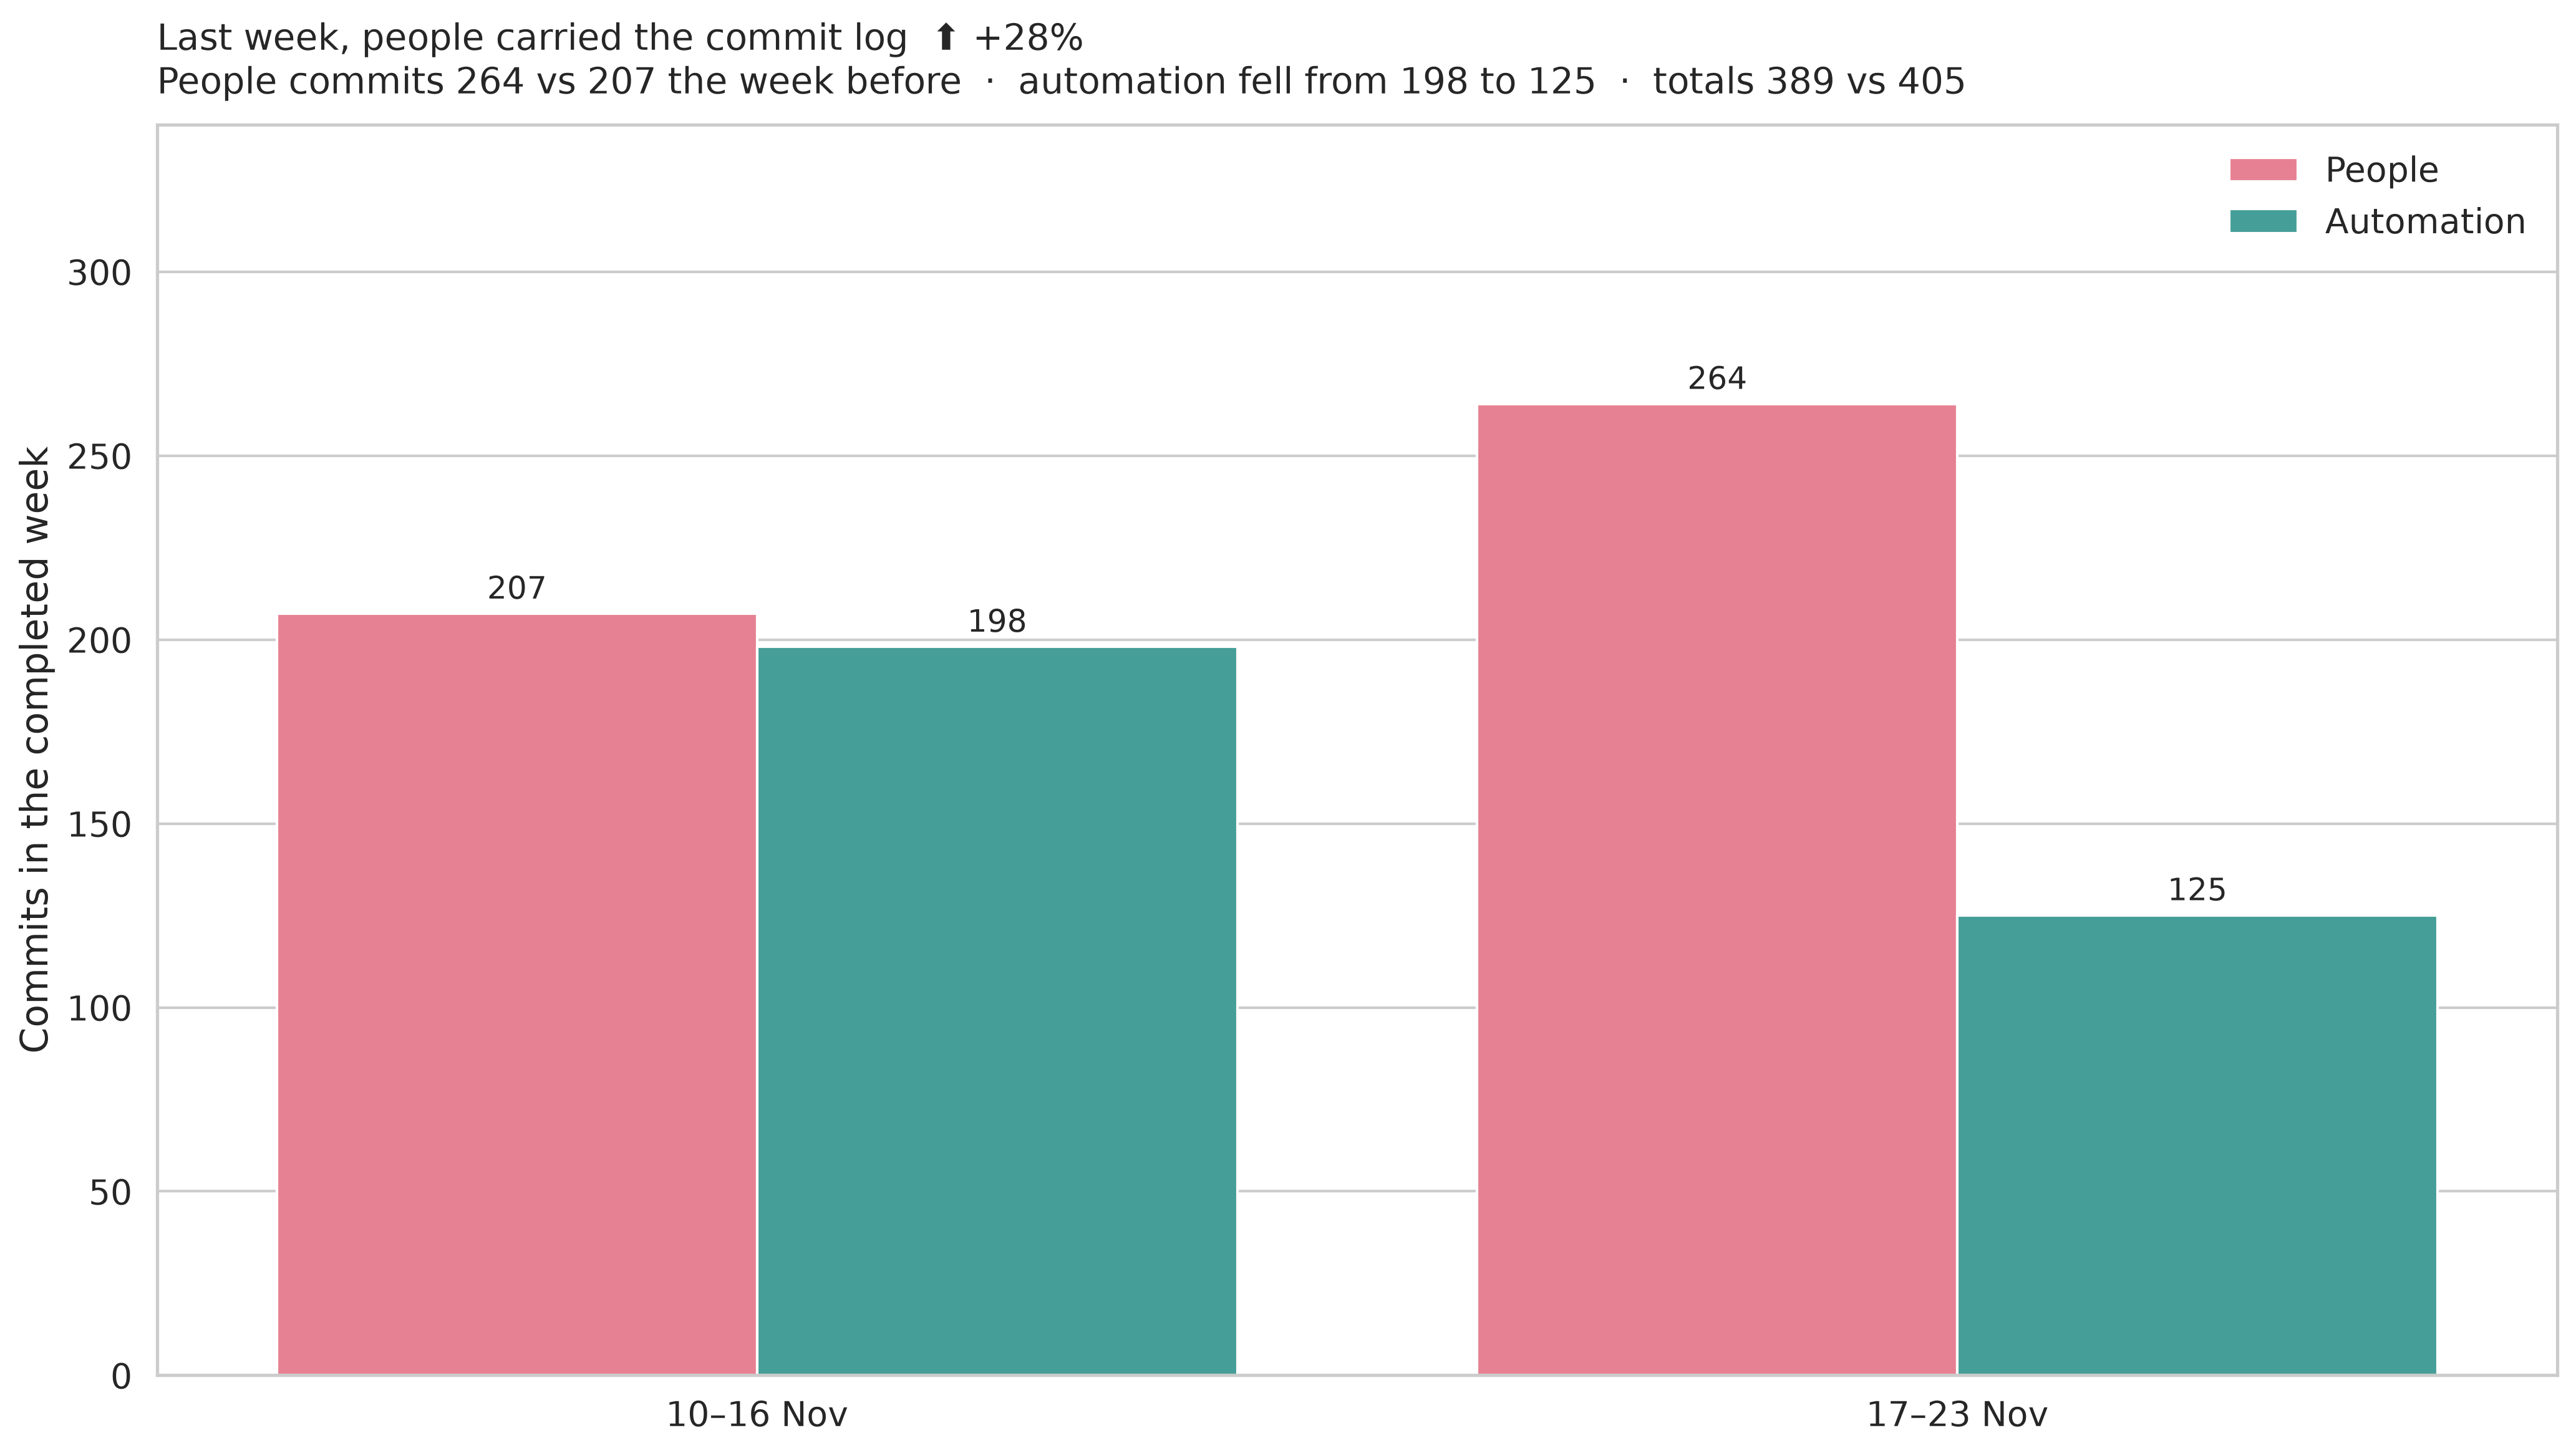 Last week, people carried the commit log ⬆ +28%
People commits 264 vs 207 the week before · automation fell from 198 to 125 · totals 389 vs 405
People
Automation
Commits in the completed week
300
250
200
150
100
50
0
207
198
264
125
10–16 Nov
17–23 Nov